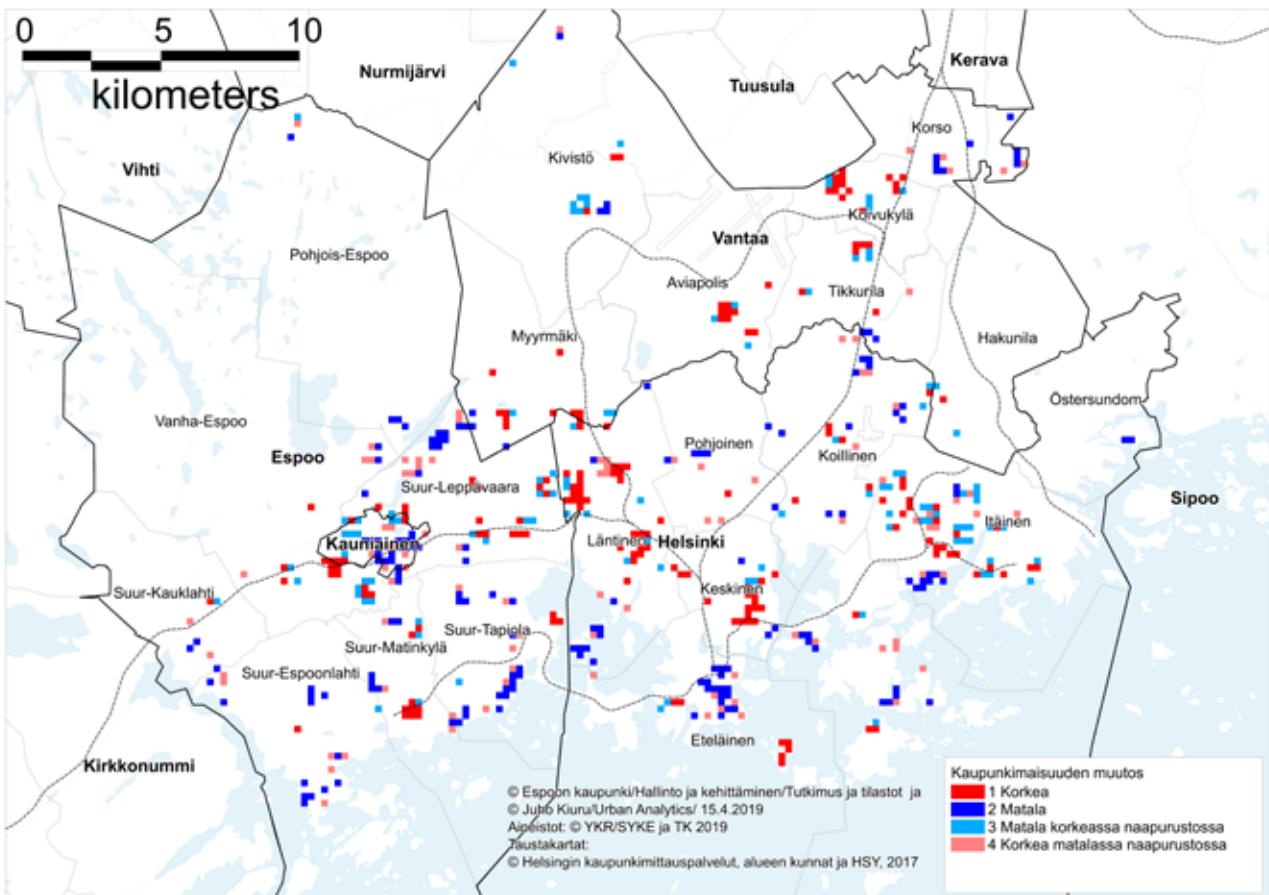 0 5 10
kilometers
Nurmijärvi
Tuusula
Kerava
Korso
Vihti
Kivistö
Koivukylä
Vantaa
Pohjois-Espoo
Aviapolis
Tikkurila
Myyrmäki
Hakunila
Östersundom
Vanha-Espoo
Pohjoinen
Koillinen
Espoo
Suur-Leppävaara
Sipoo
Itäinen
Kauniainen
Läntinen
Helsinki
Keskinen
Suur-Kauklahti
Suur-Tapiola
Suur-Matinkylä
Suur-Espoonlahti
Eteläinen
Kirkkonummi
Kaupunkimaisuuden muutos
1 Korkea
2 Matala
3 Matala korkeassa naapurustossa
4 Korkea matalassa naapurustossa
© Espoon kaupunki/Hallinto ja kehittäminen/Tutkimus ja tilastot ja
© Juho Kiuru/Urban Analytics/ 15.4.2019
Aineistot: © YKR/SYKE ja TK 2019
Taustakartat:
© Helsingin kaupunkimittauspalvelut, alueen kunnat ja HSY, 2017